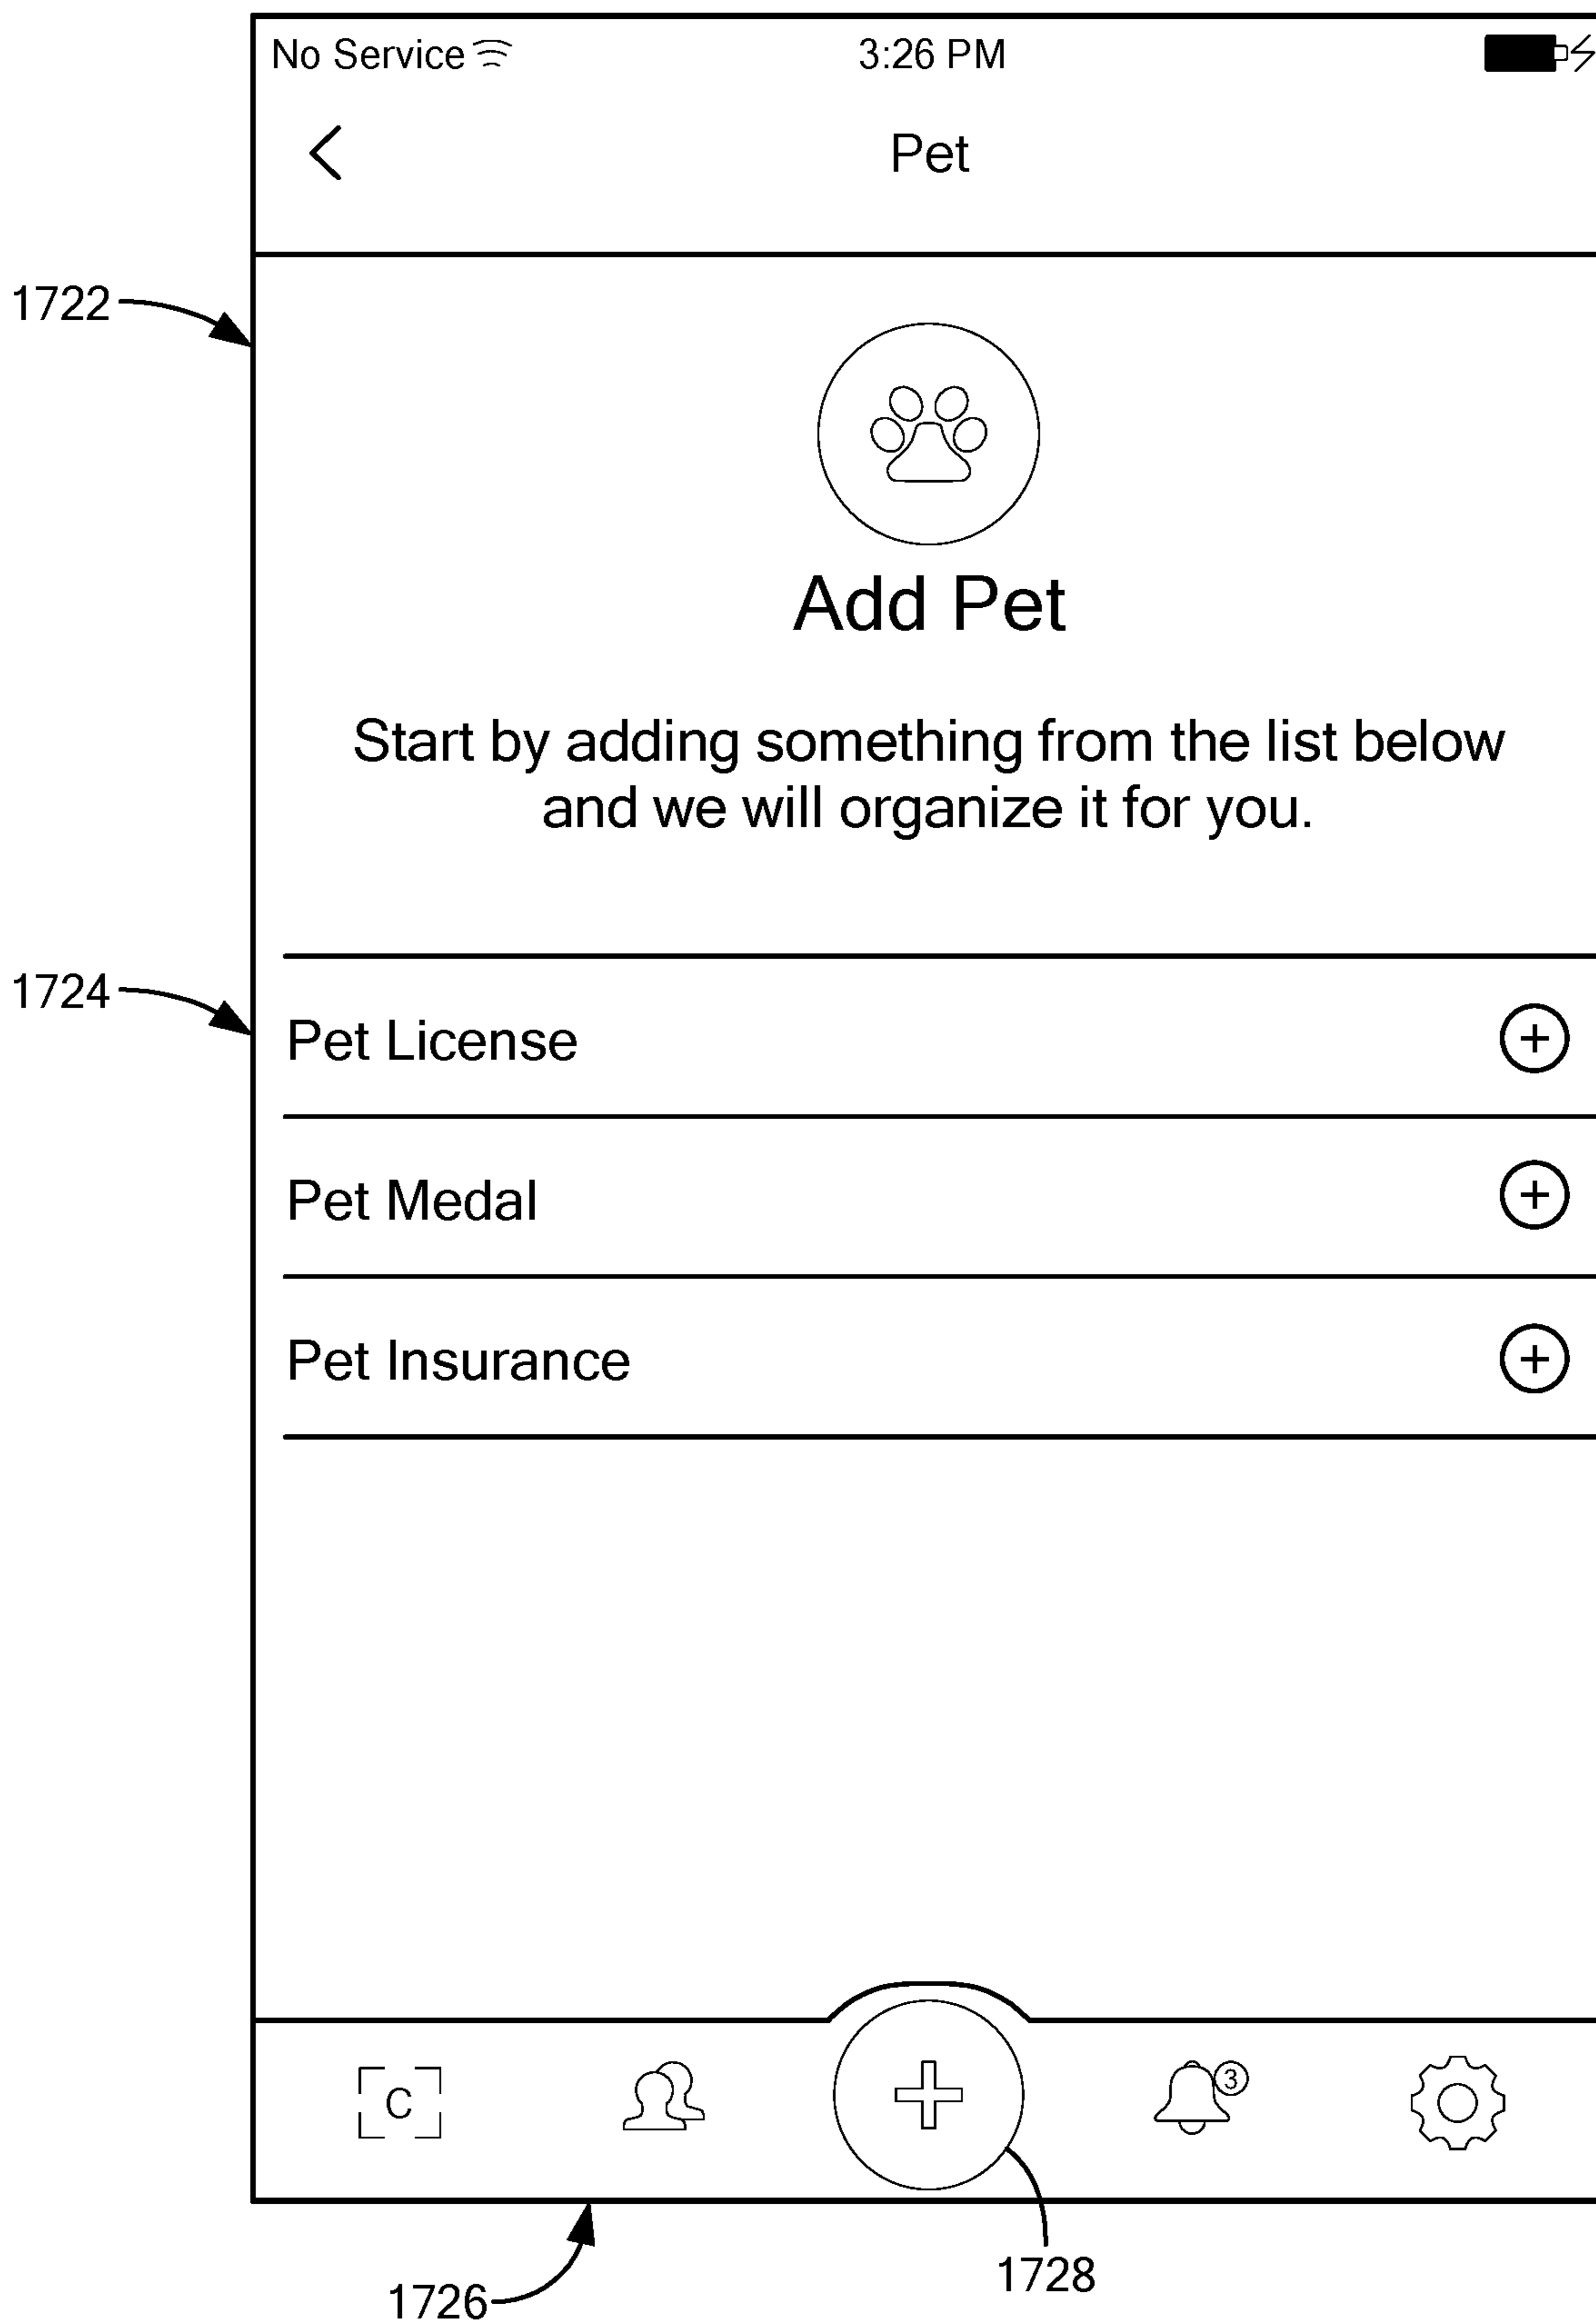 No Service 3:26 PM
Pet
1722
Add Pet
Start by adding something from the list below
and we will organize it for you.
1724
Pet License +
Pet Medal +
Pet Insurance +
C 3
1726
1728